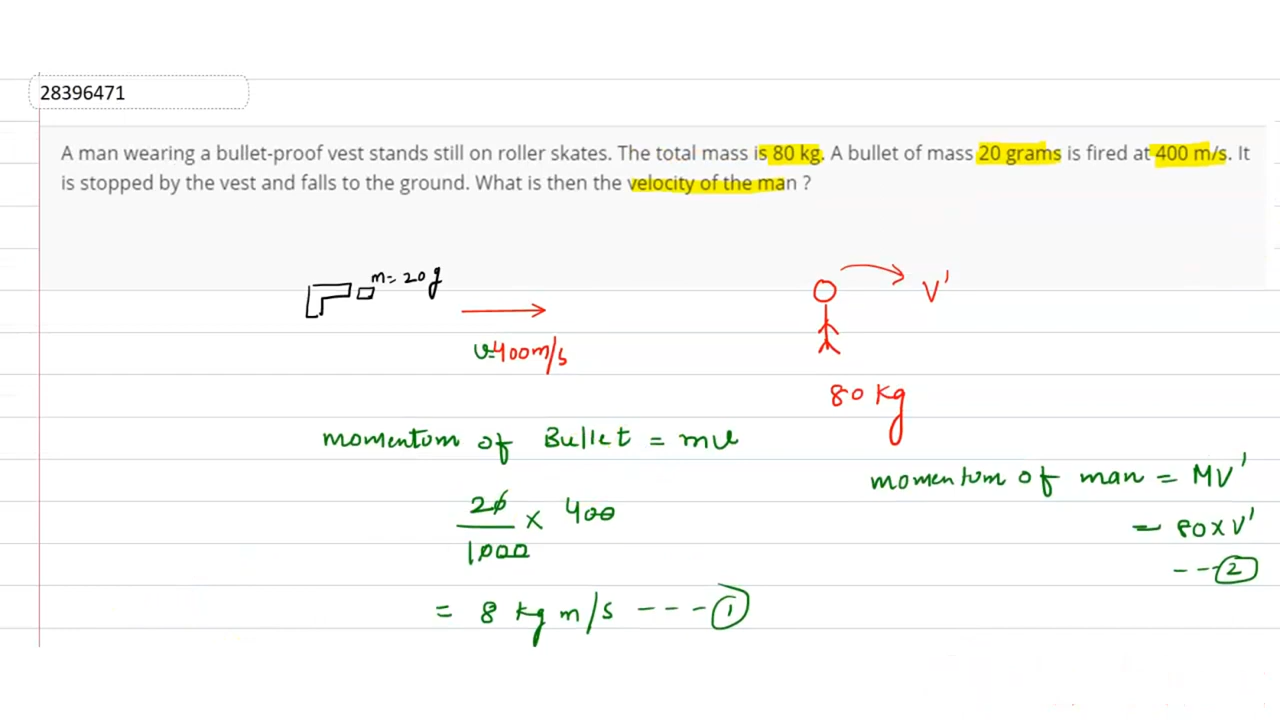 28396471
A man wearing a bullet-proof vest stands still on roller skates. The total mass is 80 kg. A bullet of mass 20 grams is fired at 400 m/s. It
is stopped by the vest and falls to the ground. What is then the velocity of the man ?
m= 20g
V'
v=400m/s
80 kg
momentum of Bullet = mv
20/1000 × 400
= 8 kg m/s --- ①
momentum of man = MV'
= 80 x V'
--- ②